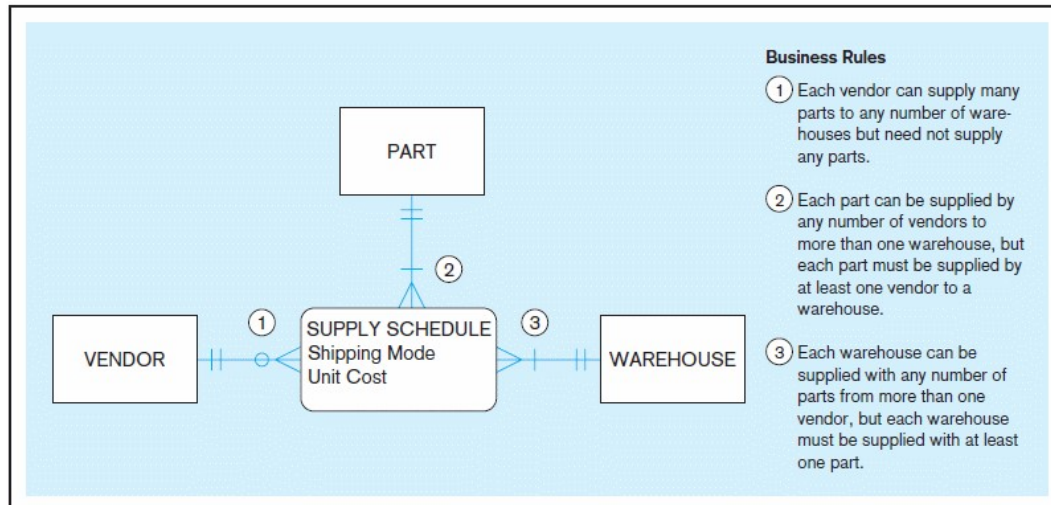 Business Rules
1 Each vendor can supply many
parts to any number of ware-
houses but need not supply
any parts.
PART
2 Each part can be supplied by
any number of vendors to
more than one warehouse, but
each part must be supplied by
at least one vendor to a
warehouse.
2
1
3
SUPPLY SCHEDULE
Shipping Mode
Unit Cost
VENDOR
WAREHOUSE
3 Each warehouse can be
supplied with any number of
parts from more than one
vendor, but each warehouse
must be supplied with at least
one part.